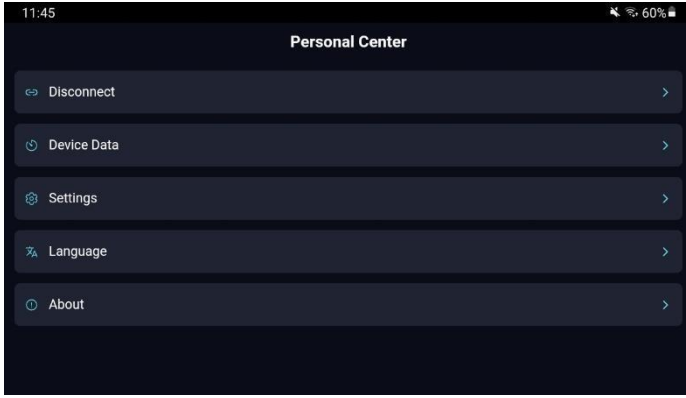 11:45
60%
Personal Center
Disconnect
Device Data
Settings
Language
About